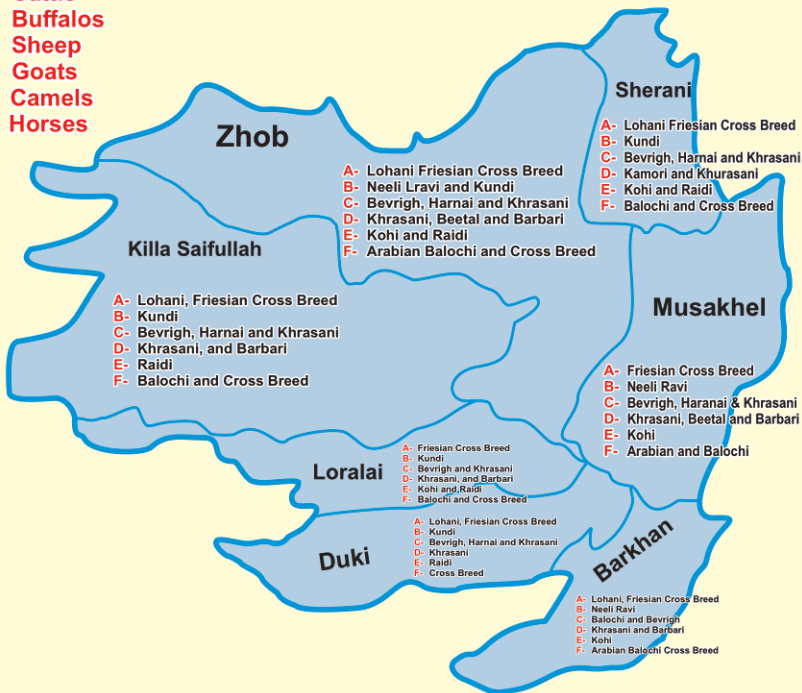 Buffalos
Sheep
Goats
Camels
Horses
Zhob
A- Lohani Friesian Cross Breed
B- Neeli Lravi and Kundi
C- Bevrigh, Harnai and Khrasani
D- Khrasani, Beetal and Barbari
E- Kohi and Raidi
F- Arabian Balochi and Cross Breed
Sherani
A- Lohani Friesian Cross Breed
B- Kundi
C- Bevrigh, Harnai and Khrasani
D- Kamori and Khurasani
E- Kohi and Raidi
F- Balochi and Cross Breed
Killa Saifullah
A- Lohani, Friesian Cross Breed
B- Kundi
C- Bevrigh, Harnai and Khrasani
D- Khrasani, and Barbari
E- Raidi
F- Balochi and Cross Breed
Musakhel
A- Friesian Cross Breed
B- Neeli Ravi
C- Bevrigh, Haranai & Khrasani
D- Khrasani, Beetal and Barbari
E- Kohi
F- Arabian and Balochi
Loralai
A- Friesian Cross Breed
B- Kundi
C- Bevrigh and Khrasani
D- Khrasani, and Barbari
E- Kohi and Raidi
F- Balochi and Cross Breed
Duki
A- Lohani, Friesian Cross Breed
B- Kundi
C- Bevrigh, Harnai and Khrasani
D- Khrasani
E- Raidi
F- Cross Breed
Barkhan
A- Lohani, Friesian Cross Breed
B- Neeli Ravi
C- Balochi and Bevrigh
D- Khrasani and Barbari
E- Kohi
F- Arabian Balochi Cross Breed